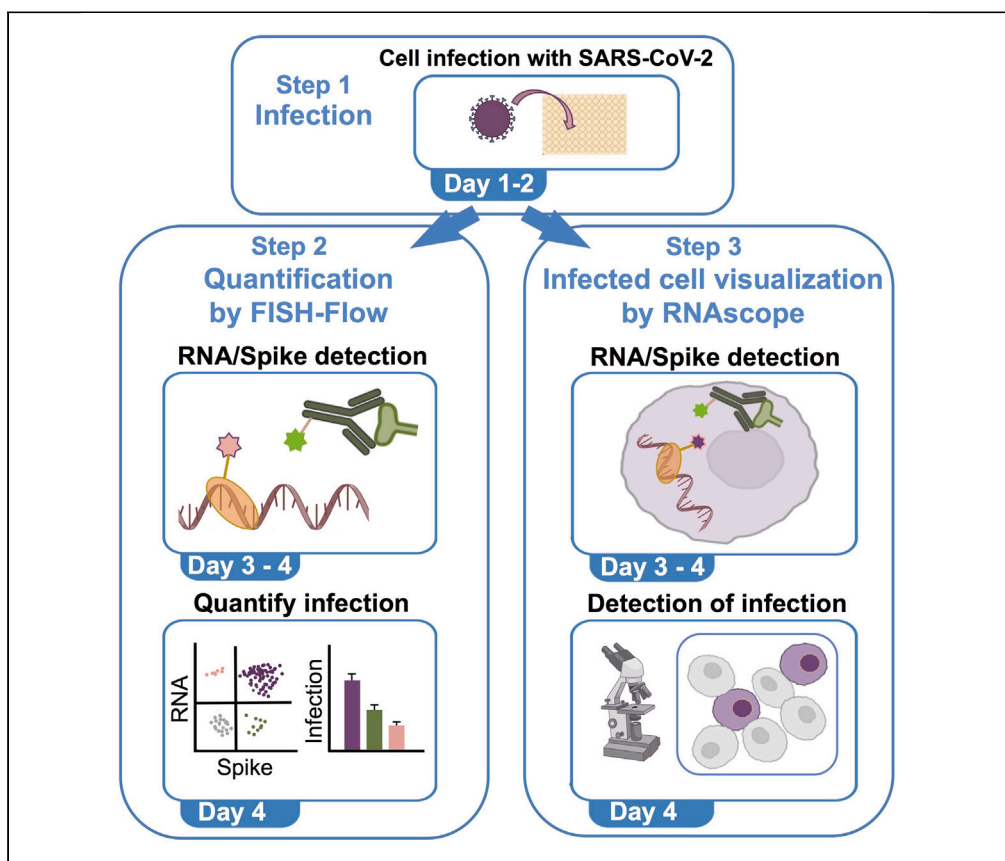 Cell infection with SARS-CoV-2
Step 1
Infection
Day 1-2
Step 2
Quantification
by FISH-Flow
RNA/Spike detection
Day 3 - 4
Quantify infection
RNA
Spike
Infection
Day 4
Step 3
Infected cell visualization
by RNAscope
RNA/Spike detection
Day 3 - 4
Detection of infection
Day 4